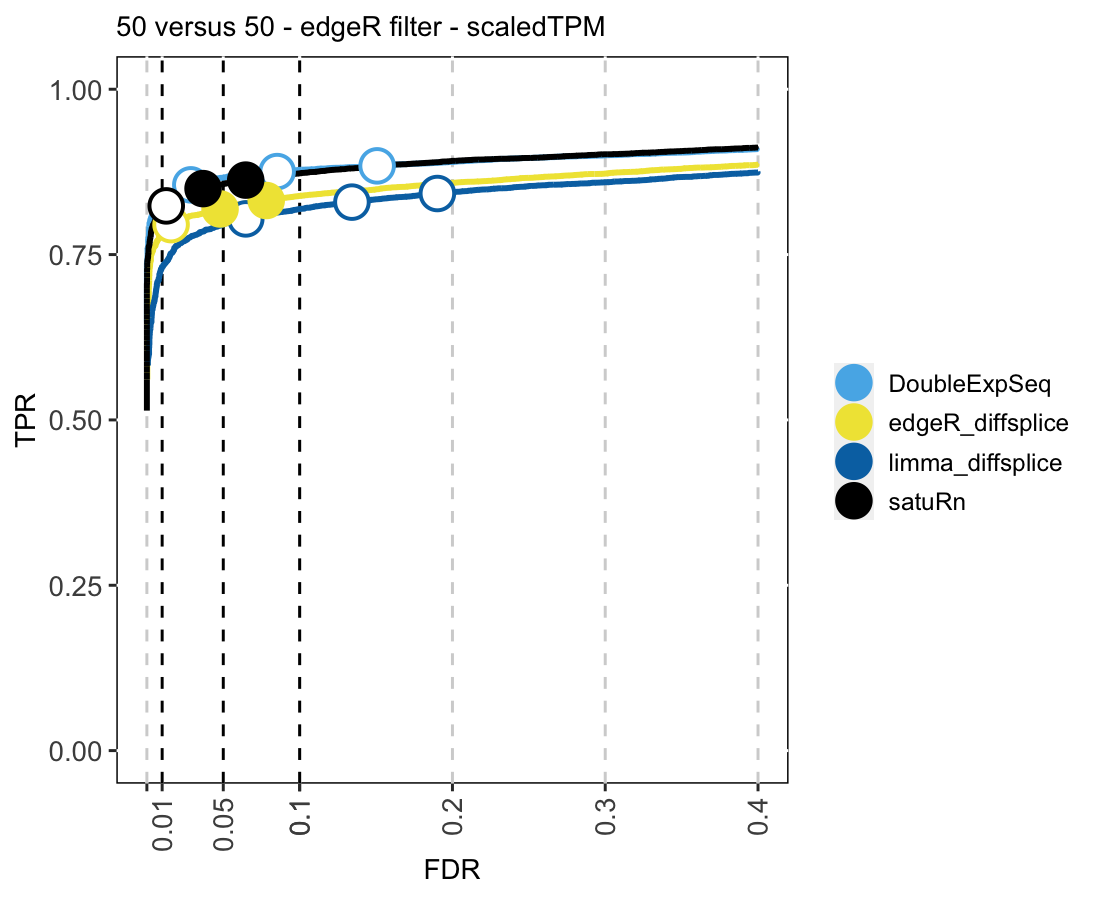 50 versus 50 - edgeR filter - scaledTPM
1.00
0.75
0.50
0.25
0.00
TPR
0.01
0.05
0.1
0.2
0.3
0.4
FDR
DoubleExpSeq
edgeR_diffsplice
limma_diffsplice
satuRn